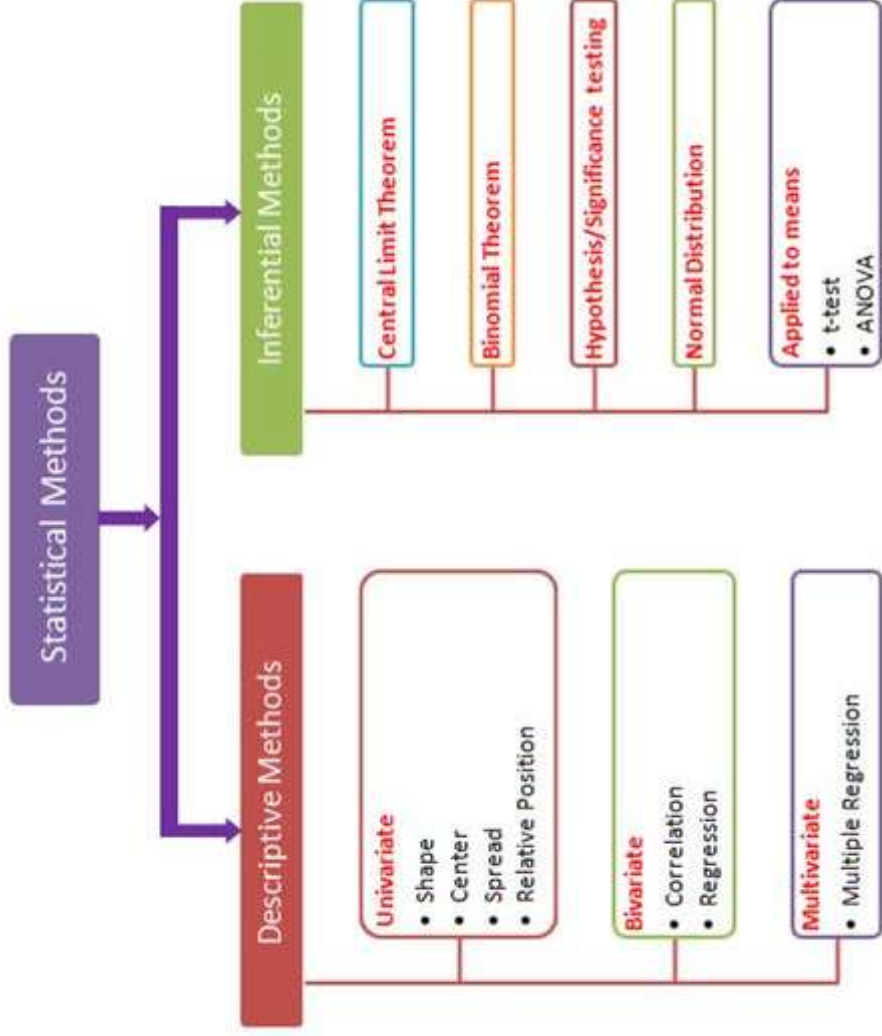 Statistical Methods
Descriptive Methods
Univariate
• Shape
• Center
• Spread
• Relative Position
Bivariate
• Correlation
• Regression
Multivariate
• Multiple Regression
Inferential Methods
Central Limit Theorem
Binomial Theorem
Hypothesis/Significance testing
Normal Distribution
Applied to means
• t-test
• ANOVA